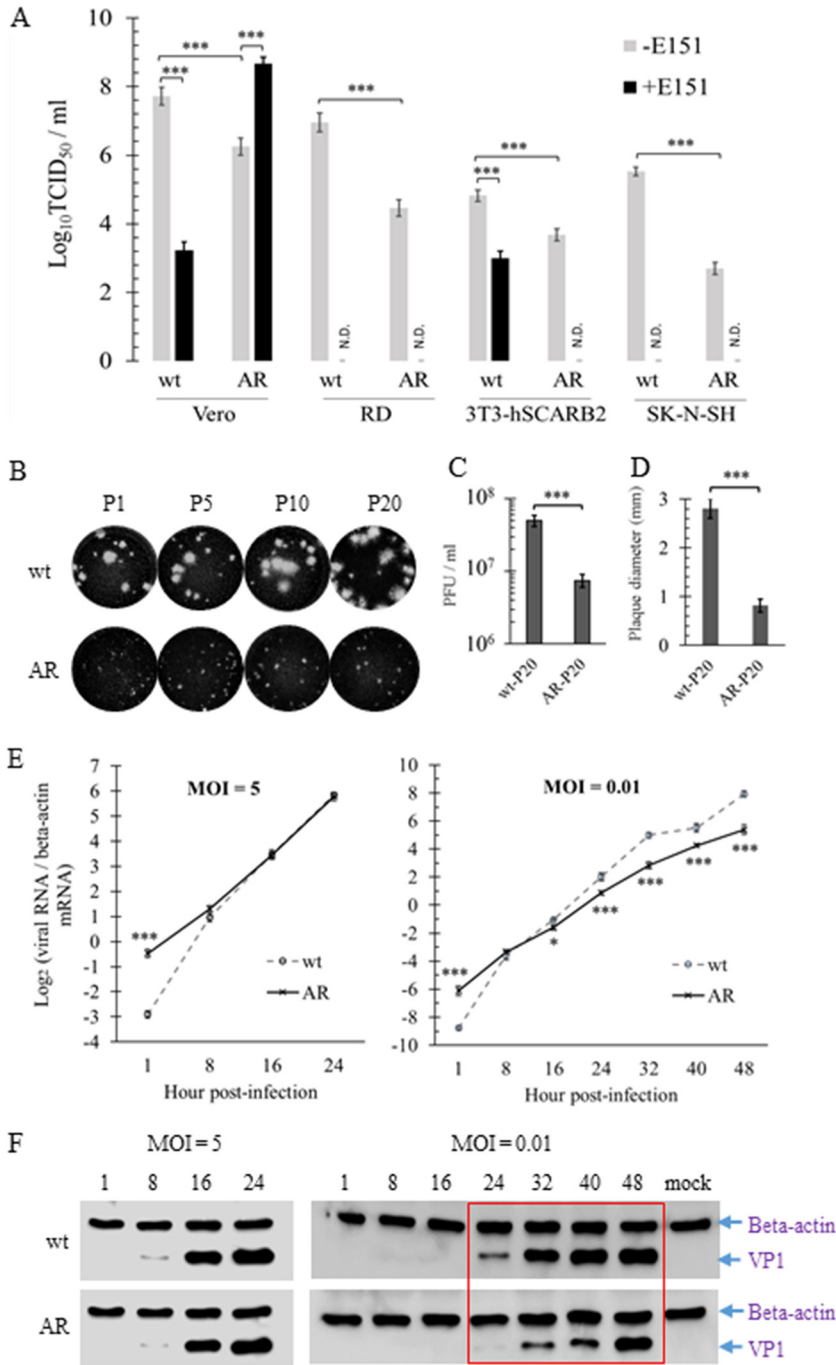 A
10
8
6
4
2
0
Log10TCID50 / ml
-E151
+E151
*** *** ***
***
*** ***
***
N.D. N.D. N.D. N.D. N.D.
wt AR wt AR wt AR wt AR
Vero RD 3T3-hSCARB2 SK-N-SH
B
P1 P5 P10 P20
wt
AR
C
***
10^8
10^7
10^6
PFU / ml
wt-P20 AR-P20
D
***
3
2
1
0
Plaque diameter (mm)
wt-P20 AR-P20
E
Log2 (viral RNA / beta-actin
mRNA)
7
6
5
4
3
2
1
0
-1
-2
-3
-4
MOI = 5
***
wt
AR
1 8 16 24
Hour post-infection
10
8
6
4
2
0
-2
-4
-6
-8
-10
MOI = 0.01
*** * *** *** *** ***
wt
AR
1 8 16 24 32 40 48
Hour post-infection
F
MOI = 5 MOI = 0.01
1 8 16 24 1 8 16 24 32 40 48 mock
wt
Beta-actin
VP1
AR
Beta-actin
VP1